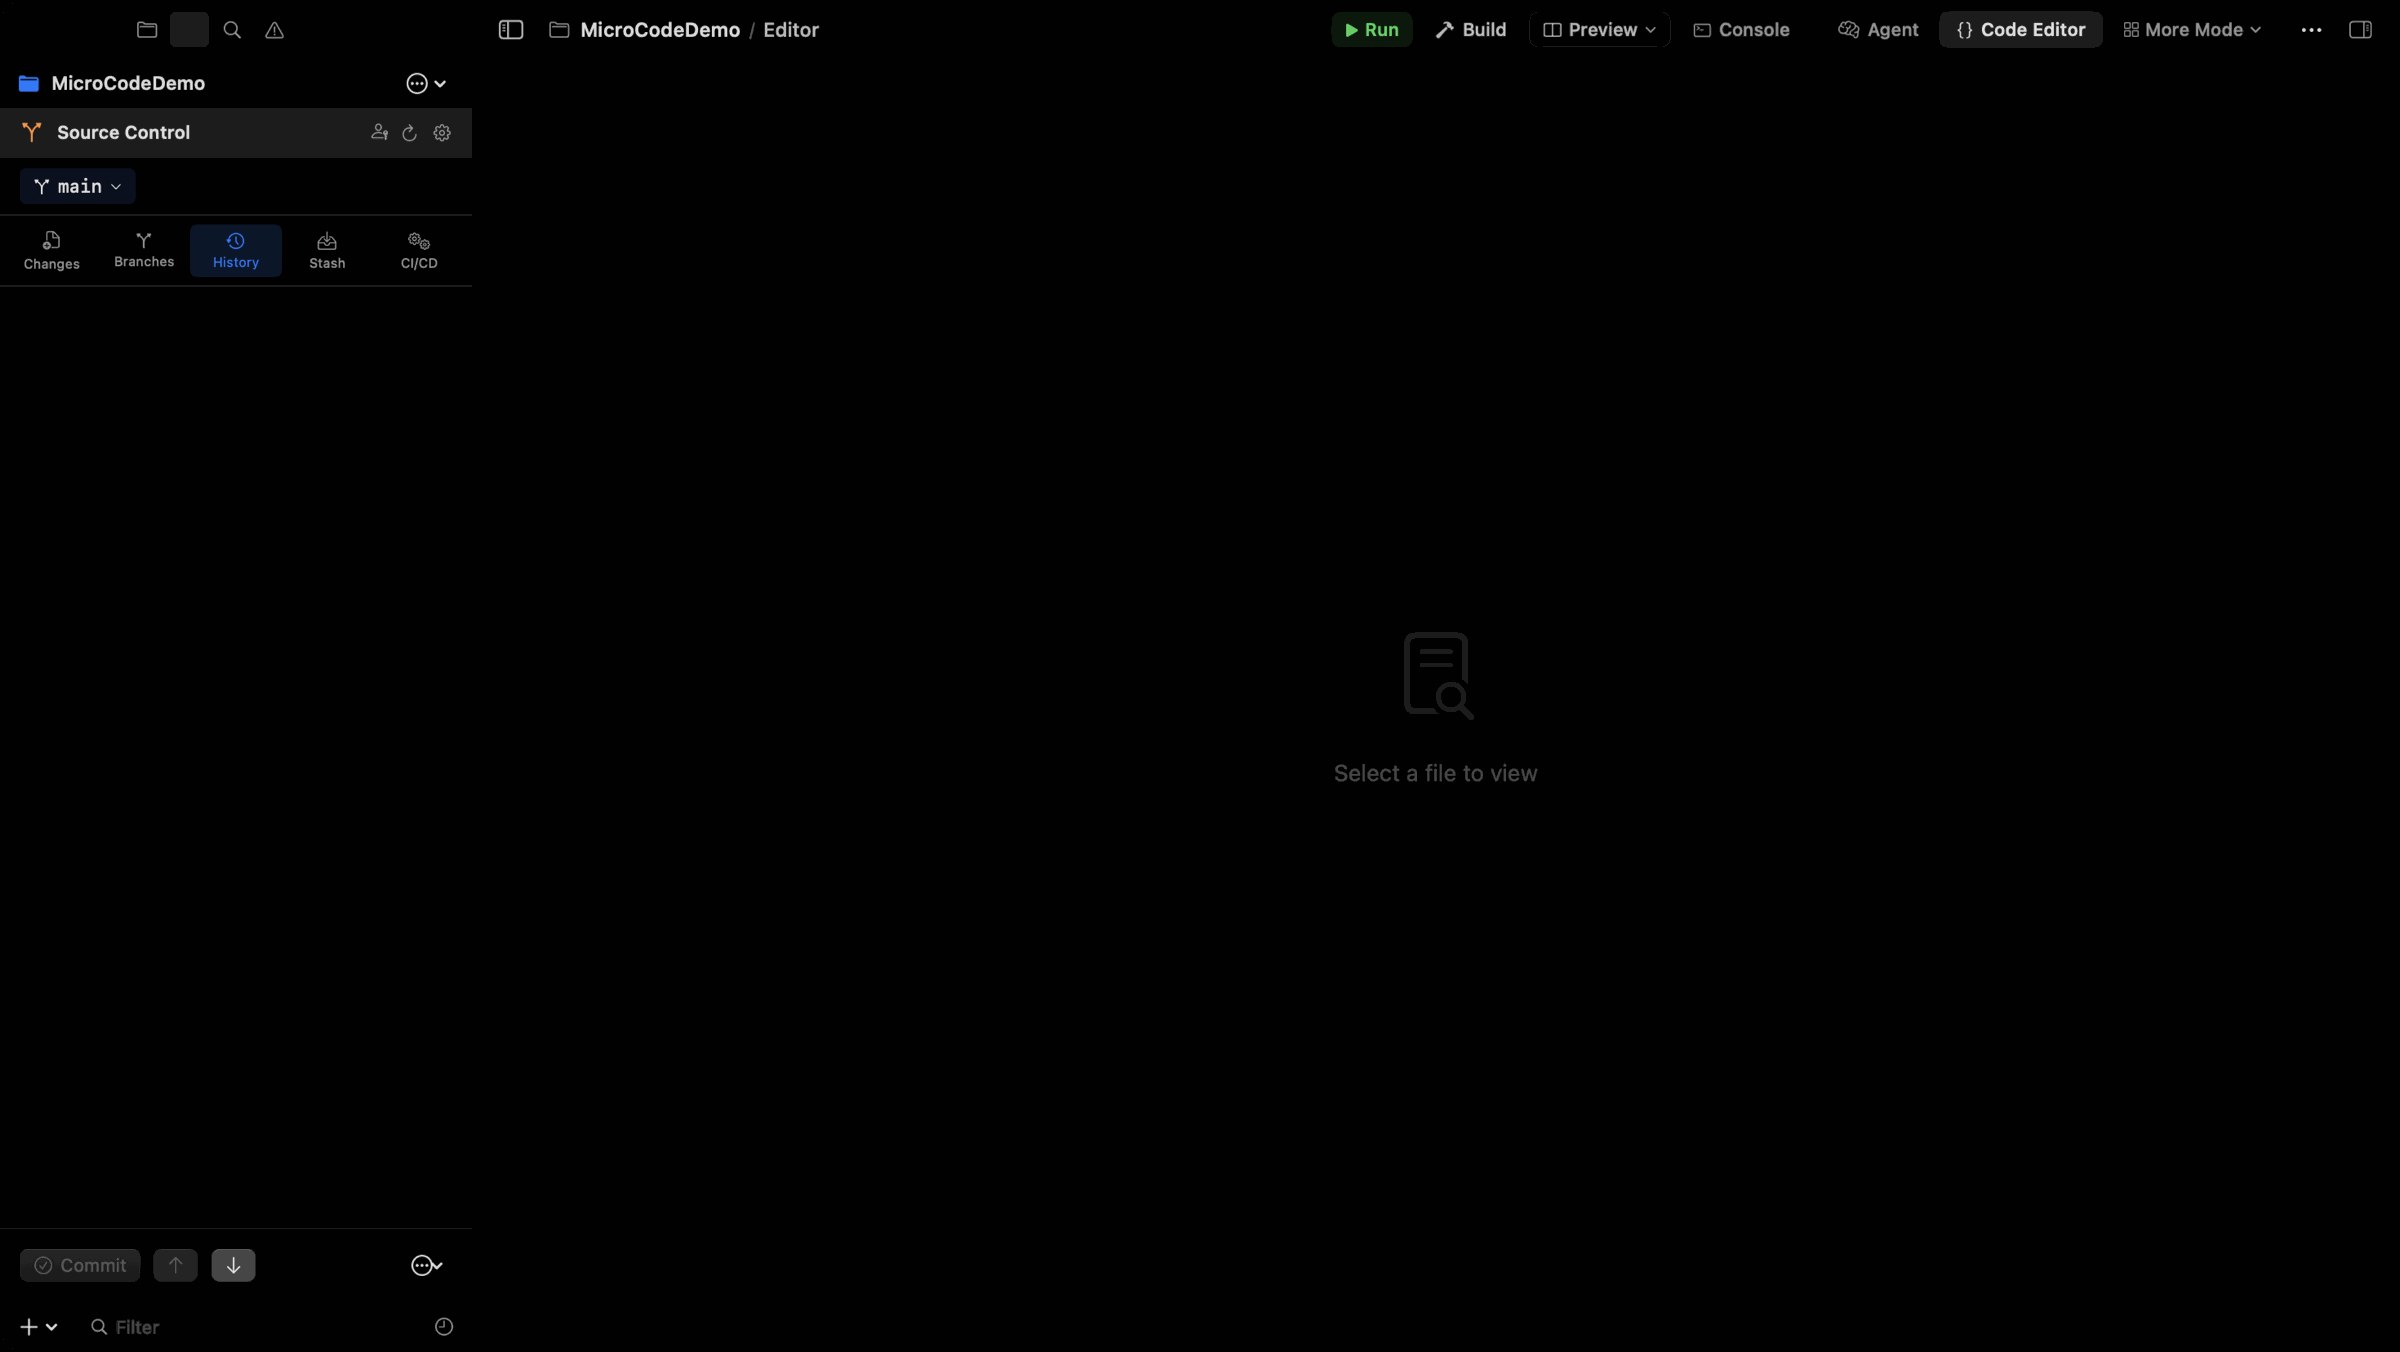 MicroCodeDemo / Editor
Run
Build
Preview
Console
Agent
{} Code Editor
More Mode
MicroCodeDemo
Source Control
main
Changes
Branches
History
Stash
CI/CD
Select a file to view
Commit
Filter